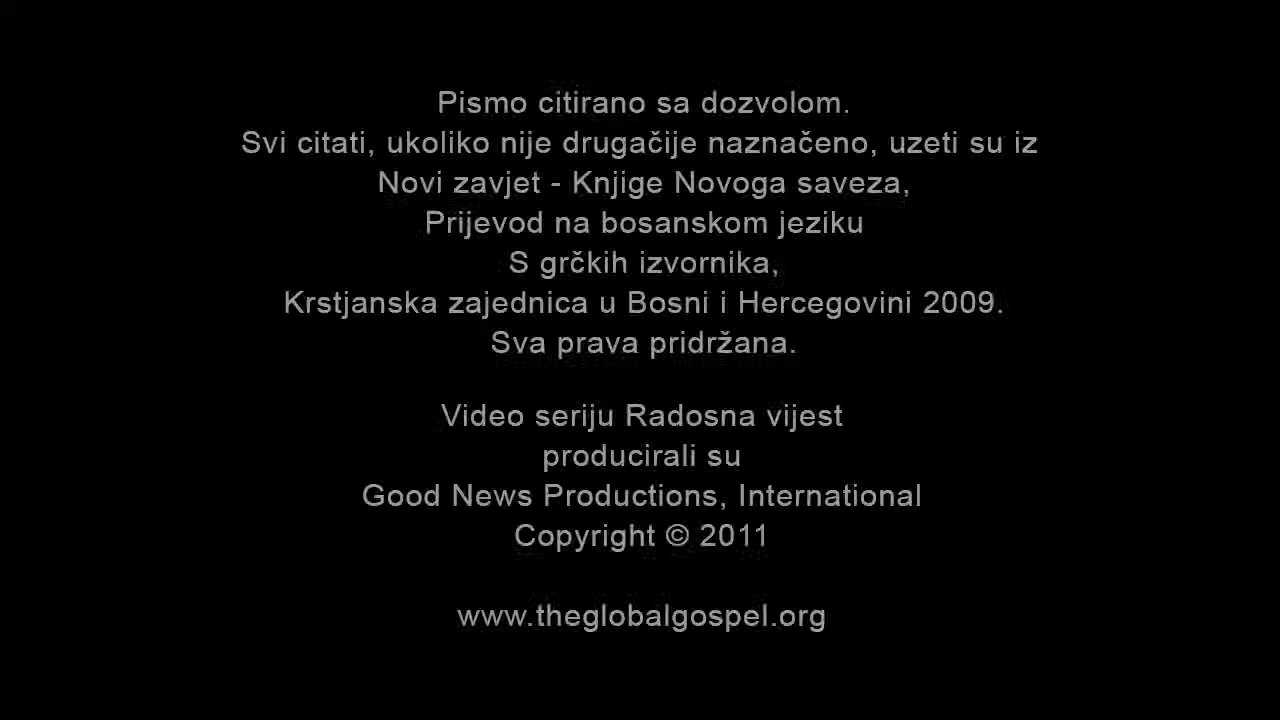 Pismo citirano sa dozvolom.
Svi citati, ukoliko nije drugačije naznačeno, uzeti su iz
Novi zavjet - Knjige Novoga saveza,
Prijevod na bosanskom jeziku
S grčkih izvornika,
Krstjanska zajednica u Bosni i Hercegovini 2009.
Sva prava pridržana.
Video seriju Radosna vijest
producirali su
Good News Productions, International
Copyright © 2011
www.theglobalgospel.org